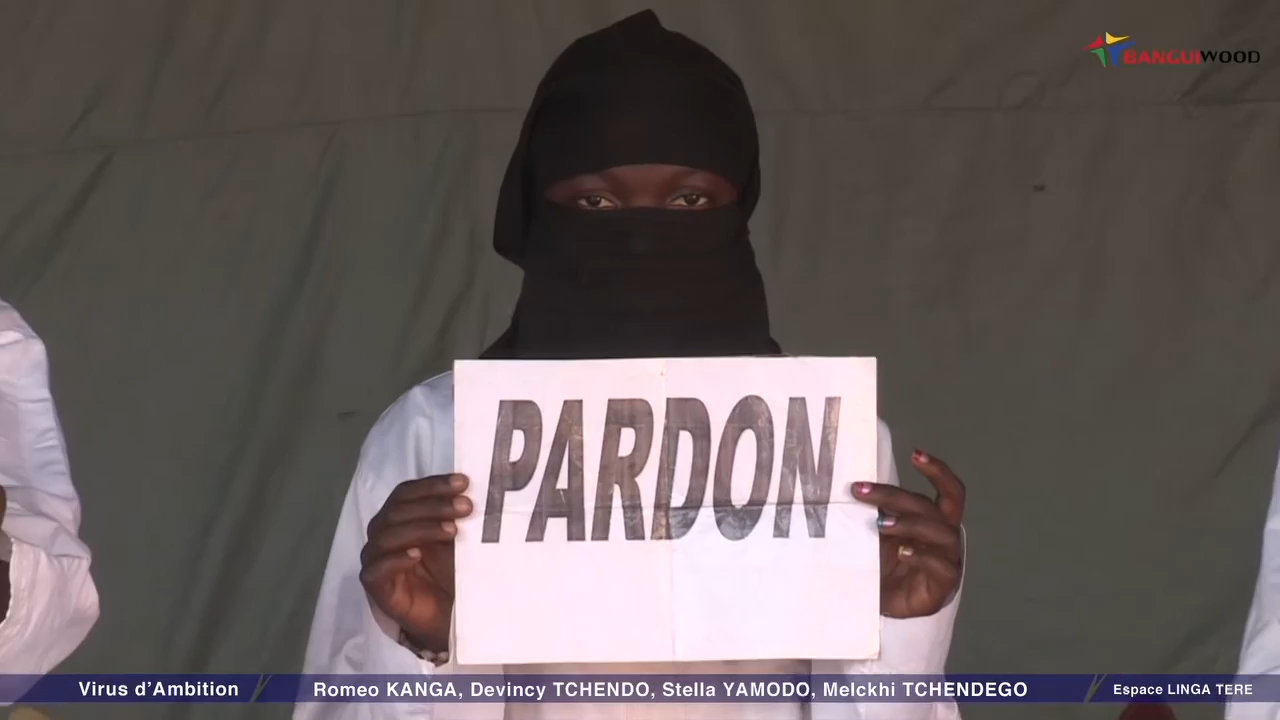 BANGUIWOOD
PARDON
Virus d'Ambition
Romeo KANGA, Devincy TCHENDO, Stella YAMODO, Melckhi TCHENDEGO
Espace LINGA TERE